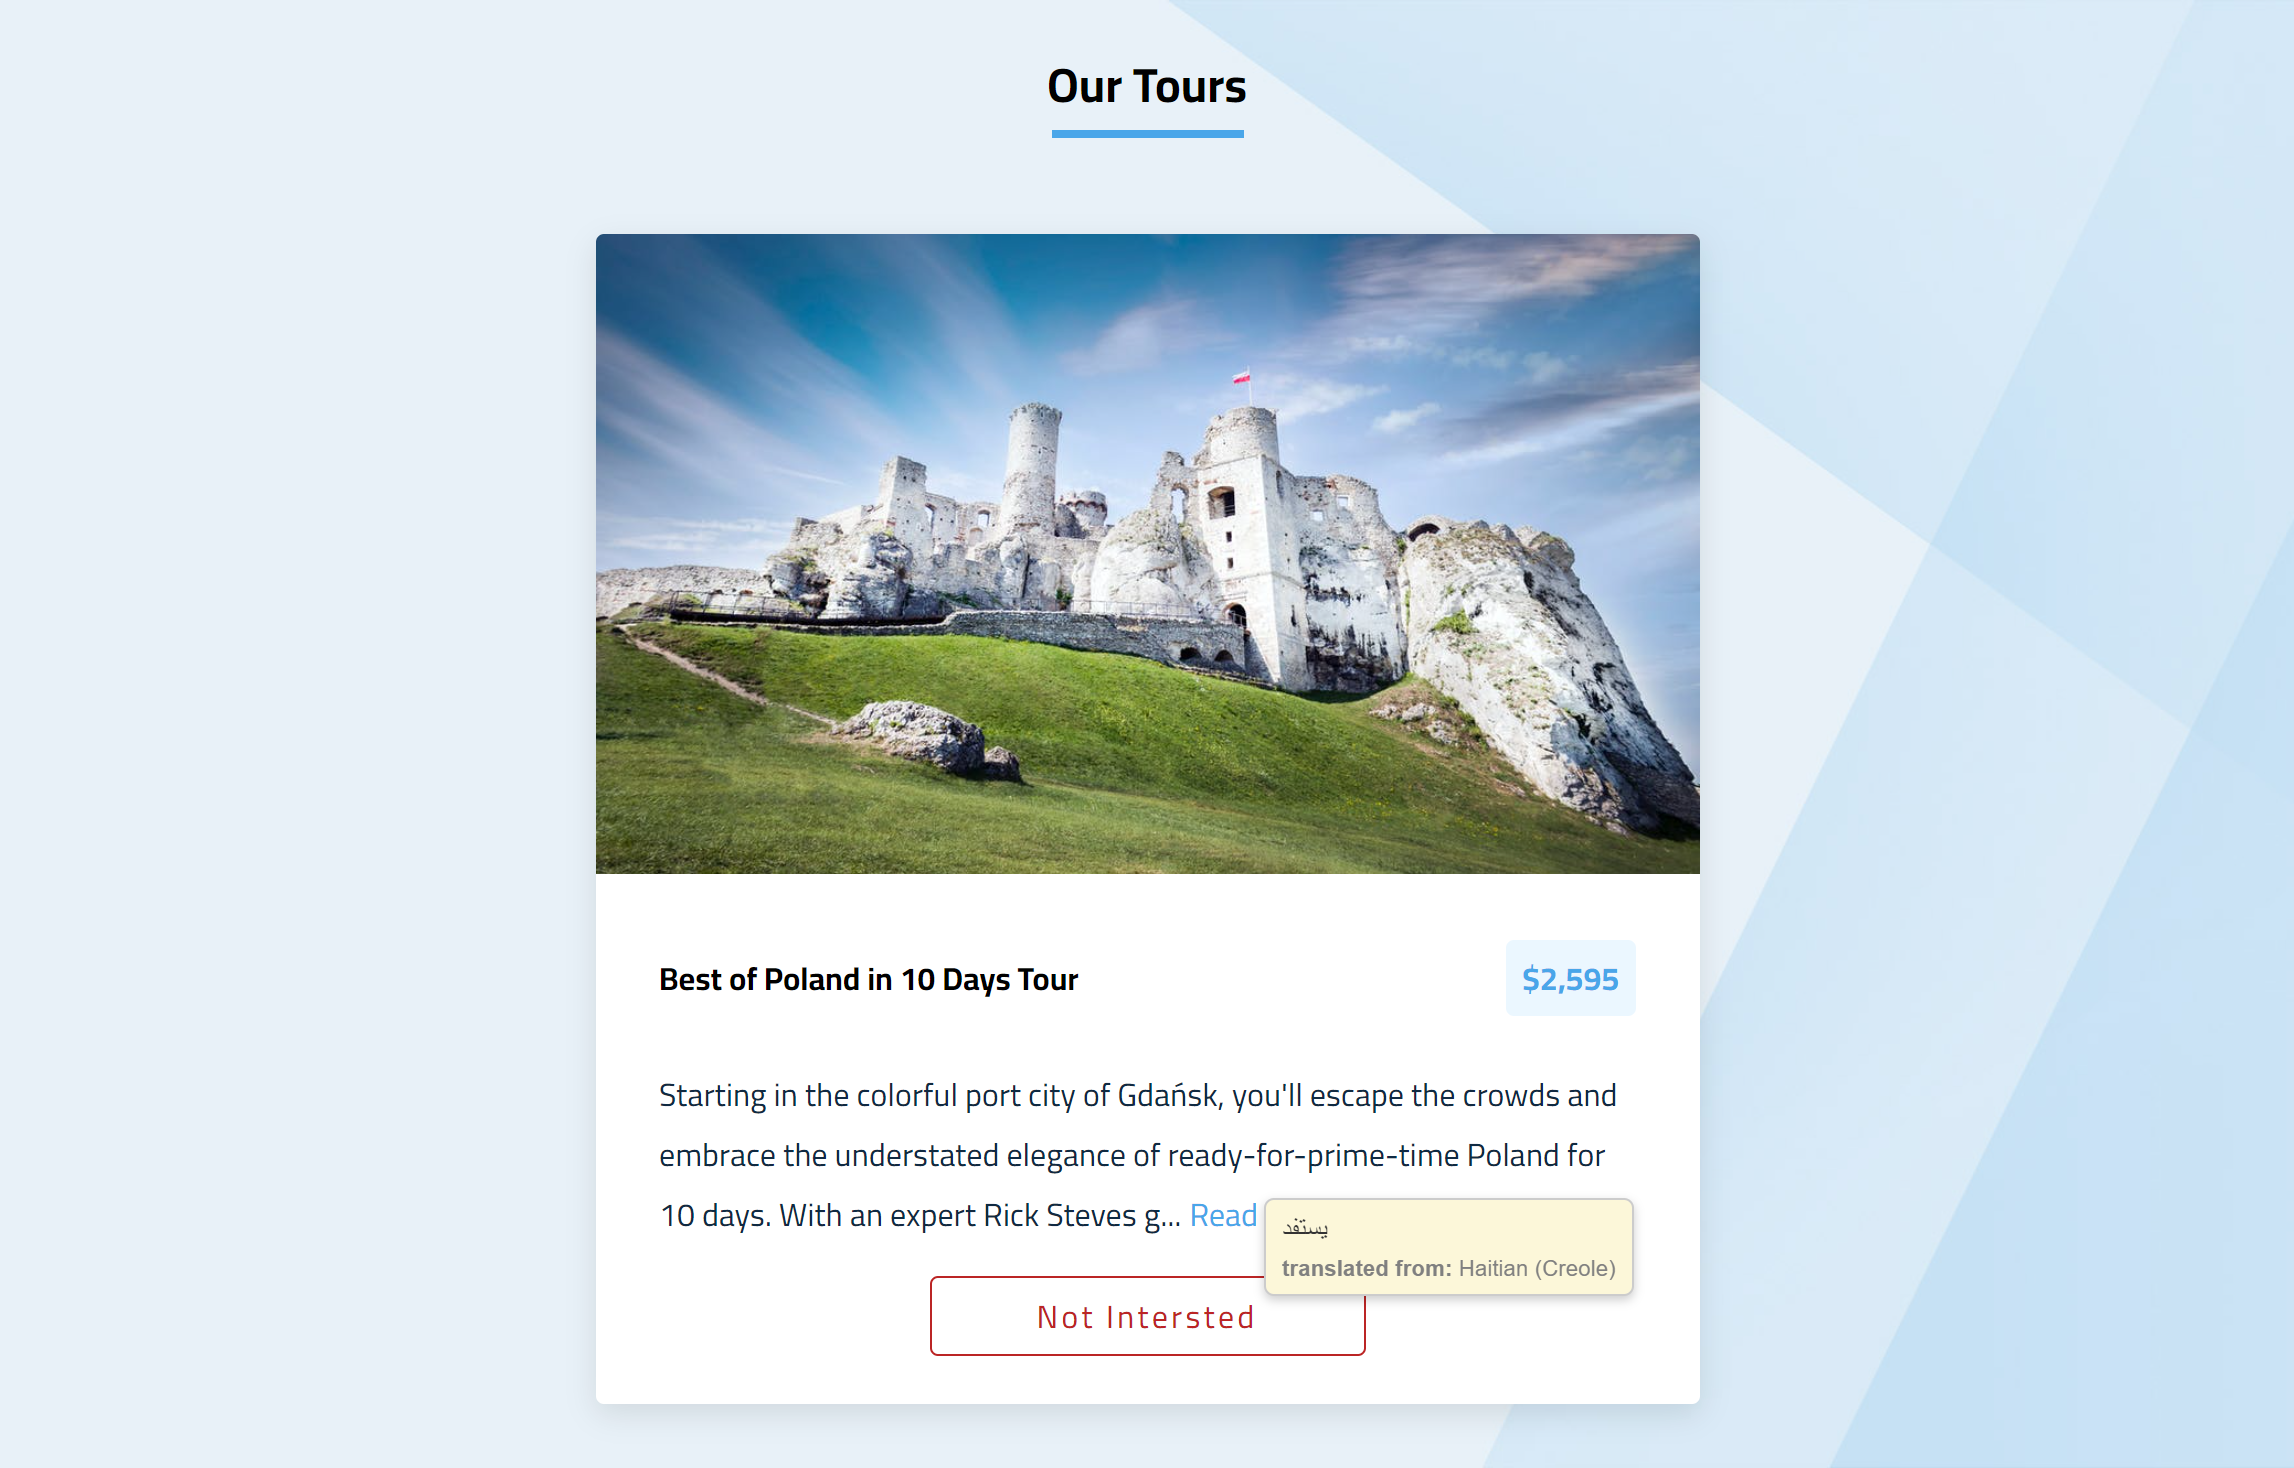 Our Tours
Best of Poland in 10 Days Tour
$2,595
Starting in the colorful port city of Gdańsk, you'll escape the crowds and
embrace the understated elegance of ready-for-prime-time Poland for
10 days. With an expert Rick Steves g... Read
يستفد
translated from: Haitian (Creole)
Not Intersted